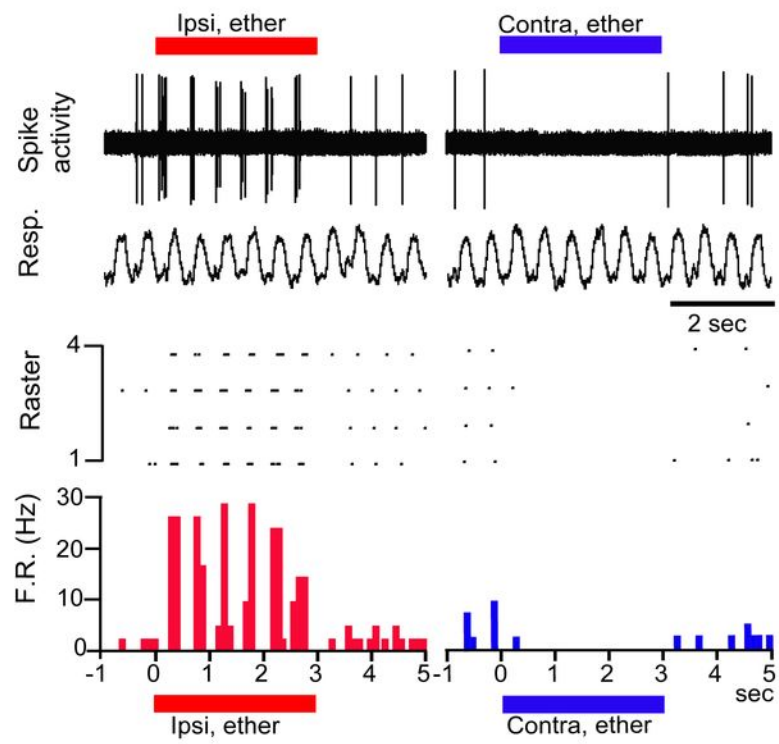 Ipsi, ether Contra, ether
Spike activity
Resp.
2 sec
Raster
4
1
F.R. (Hz)
30
20
10
0
-1 0 1 2 3 4 5 -1 0 1 2 3 4 5
sec
Ipsi, ether Contra, ether